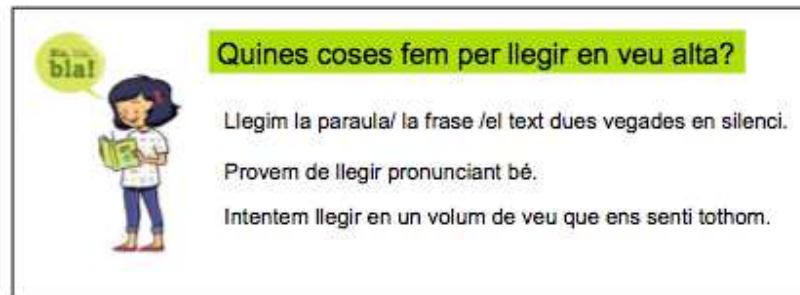 bla!
Quines coses fem per llegir en veu alta?
Llegim la paraula/ la frase /el text dues vegades en silenci.
Provem de llegir pronunciant bé.
Intentem llegir en un volum de veu que ens senti tothom.